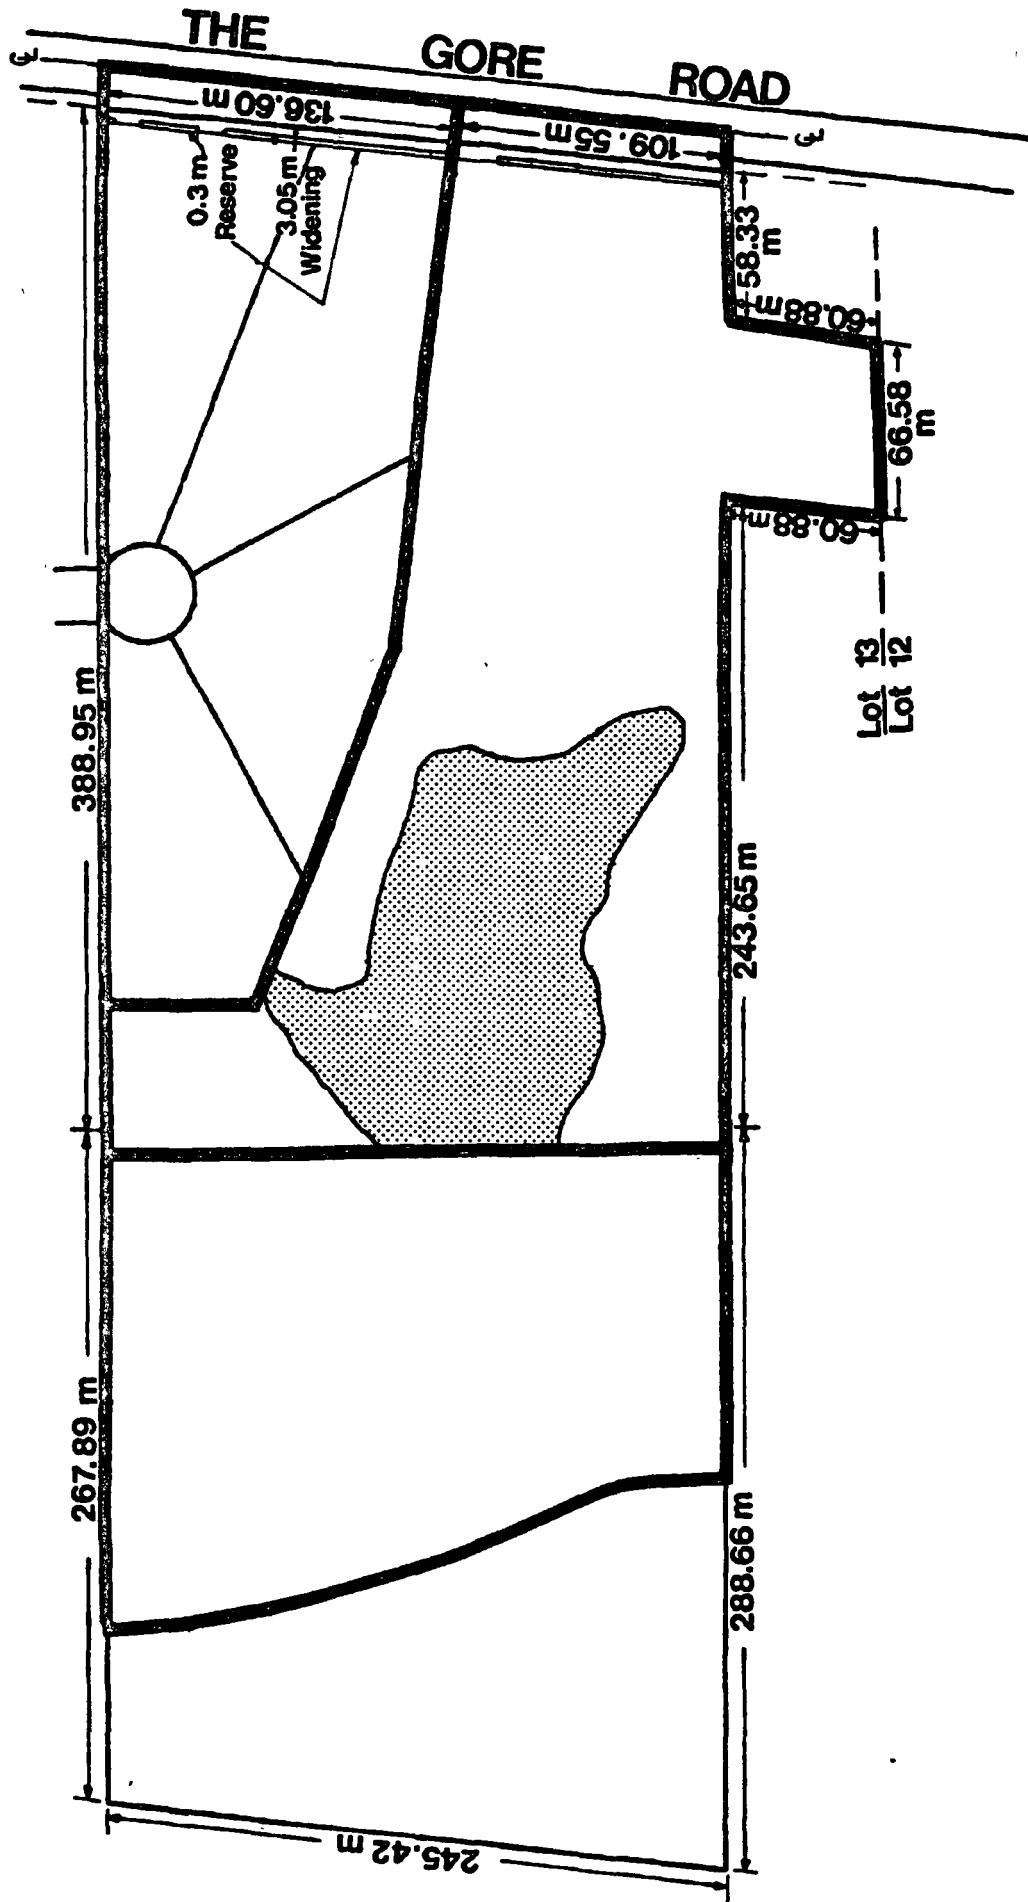 THE GORE ROAD
℄
℄
136.60 m
109.55 m
0.3 m
Reserve
3.05 m
Widening
58.33
m
60.88 m
66.58
m
60.88 m
Lot 13
Lot 12
388.95 m
243.65 m
267.89 m
288.66 m
245.42 m